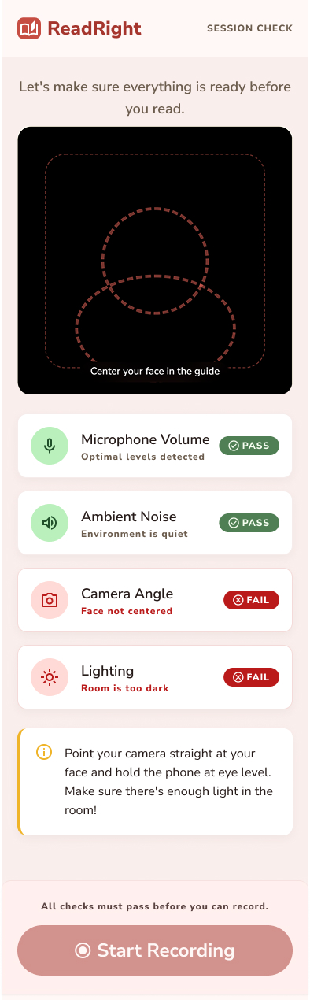 ReadRight
SESSION CHECK
Let's make sure everything is ready before
you read.
Center your face in the guide
Microphone Volume
Optimal levels detected
PASS
Ambient Noise
Environment is quiet
PASS
Camera Angle
Face not centered
FAIL
Lighting
Room is too dark
FAIL
Point your camera straight at your
face and hold the phone at eye level.
Make sure there's enough light in the
room!
All checks must pass before you can record.
Start Recording